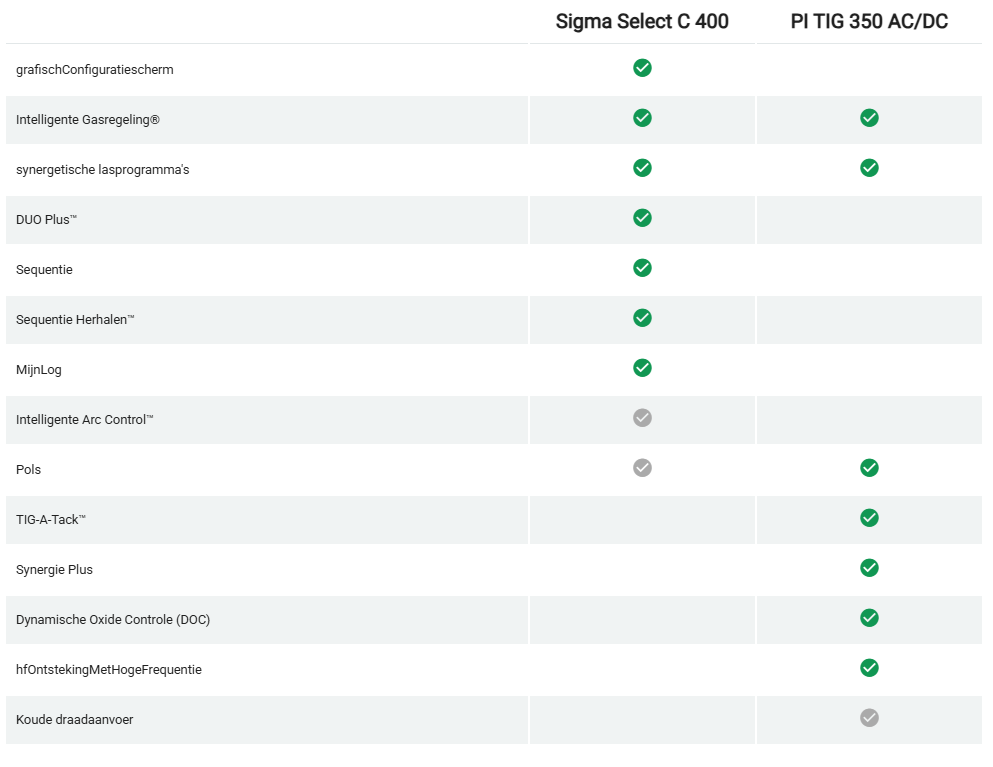 Sigma Select C 400 PI TIG 350 AC/DC
grafischConfiguratiescherm
Intelligente Gasregeling®
synergetische lasprogramma's
DUO Plus™
Sequentie
Sequentie Herhalen™
MijnLog
Intelligente Arc Control™
Pols
TIG-A-Tack™
Synergie Plus
Dynamische Oxide Controle (DOC)
hfOntstekingMetHogeFrequentie
Koude draadaanvoer